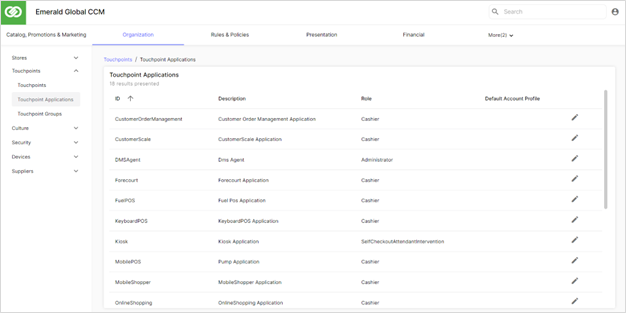 Emerald Global CCM
Search
Catalog, Promotions & Marketing Organization Rules & Policies Presentation Financial More(2)
Stores
Touchpoints
Touchpoints
Touchpoint Applications
Touchpoint Groups
Culture
Security
Devices
Suppliers
Touchpoints / Touchpoint Applications
Touchpoint Applications
18 results presented
ID Description Role Default Account Profile
CustomerOrderManagement Customer Order Management Application Cashier
CustomerScale CustomerScale Application Cashier
DMSAgent Dms Agent Administrator
Forecourt Forecourt Application Cashier
FuelPOS Fuel Pos Application Cashier
KeyboardPOS KeyboardPOS Application Cashier
Kiosk Kiosk Application SelfCheckoutAttendantIntervention
MobilePOS Pump Application Cashier
MobileShopper MobileShopper Application Cashier
OnlineShopping OnlineShopping Application Cashier